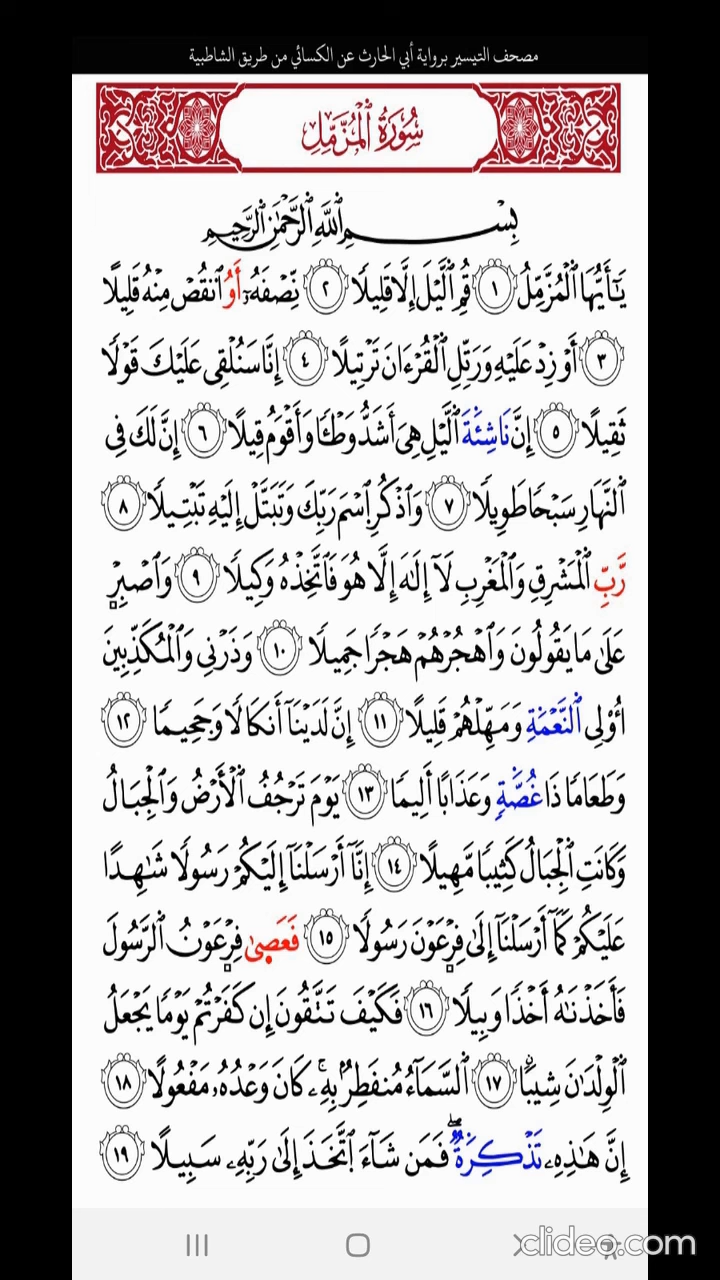 مصحف التيسير برواية أبي الحارث عن الكسائي من طريق الشاطبية
سُورَةُ الْمُزَّمِّلِ
بِسْمِ اللَّهِ الرَّحْمَٰنِ الرَّحِيمِ
يَٰٓأَيُّهَا ٱلْمُزَّمِّلُ ١ قُمِ ٱلَّيْلَ إِلَّا قَلِيلًا ٢ نِّصْفَهُۥٓ أَوُ ٱنقُصْ مِنْهُ قَلِيلًا
٣ أَوْ زِدْ عَلَيْهِ وَرَتِّلِ ٱلْقُرْءَانَ تَرْتِيلًا ٤ إِنَّا سَنُلْقِى عَلَيْكَ قَوْلًا
ثَقِيلًا ٥ إِنَّ نَاشِئَةَ ٱلَّيْلِ هِىَ أَشَدُّ وَطْـًٔا وَأَقْوَمُ قِيلًا ٦ إِنَّ لَكَ فِى
ٱلنَّهَارِ سَبْحًا طَوِيلًا ٧ وَٱذْكُرِ ٱسْمَ رَبِّكَ وَتَبَتَّلْ إِلَيْهِ تَبْتِيلًا ٨
رَّبِّ ٱلْمَشْرِقِ وَٱلْمَغْرِبِ لَآ إِلَٰهَ إِلَّا هُوَ فَٱتَّخِذْهُ وَكِيلًا ٩ وَٱصْبِرْ
عَلَىٰ مَا يَقُولُونَ وَٱهْجُرْهُمْ هَجْرًا جَمِيلًا ١٠ وَذَرْنِى وَٱلْمُكَذِّبِينَ
أُو۟لِى ٱلنَّعْمَةِ وَمَهِّلْهُمْ قَلِيلًا ١١ إِنَّ لَدَيْنَآ أَنكَالًا وَجَحِيمًا ١٢
وَطَعَامًا ذَا غُصَّةٍ وَعَذَابًا أَلِيمًا ١٣ يَوْمَ تَرْجُفُ ٱلْأَرْضُ وَٱلْجِبَالُ
وَكَانَتِ ٱلْجِبَالُ كَثِيبًا مَّهِيلًا ١٤ إِنَّآ أَرْسَلْنَآ إِلَيْكُمْ رَسُولًا شَٰهِدًا
عَلَيْكُمْ كَمَآ أَرْسَلْنَآ إِلَىٰ فِرْعَوْنَ رَسُولًا ١٥ فَعَصَىٰ فِرْعَوْنُ ٱلرَّسُولَ
فَأَخَذْنَٰهُ أَخْذًا وَبِيلًا ١٦ فَكَيْفَ تَتَّقُونَ إِن كَفَرْتُمْ يَوْمًا يَجْعَلُ
ٱلْوِلْدَٰنَ شِيبًا ١٧ ٱلسَّمَآءُ مُنفَطِرٌۢ بِهِۦۚ كَانَ وَعْدُهُۥ مَفْعُولًا ١٨
إِنَّ هَٰذِهِۦ تَذْكِرَةٌۖ فَمَن شَآءَ ٱتَّخَذَ إِلَىٰ رَبِّهِۦ سَبِيلًا ١٩
clideo.com